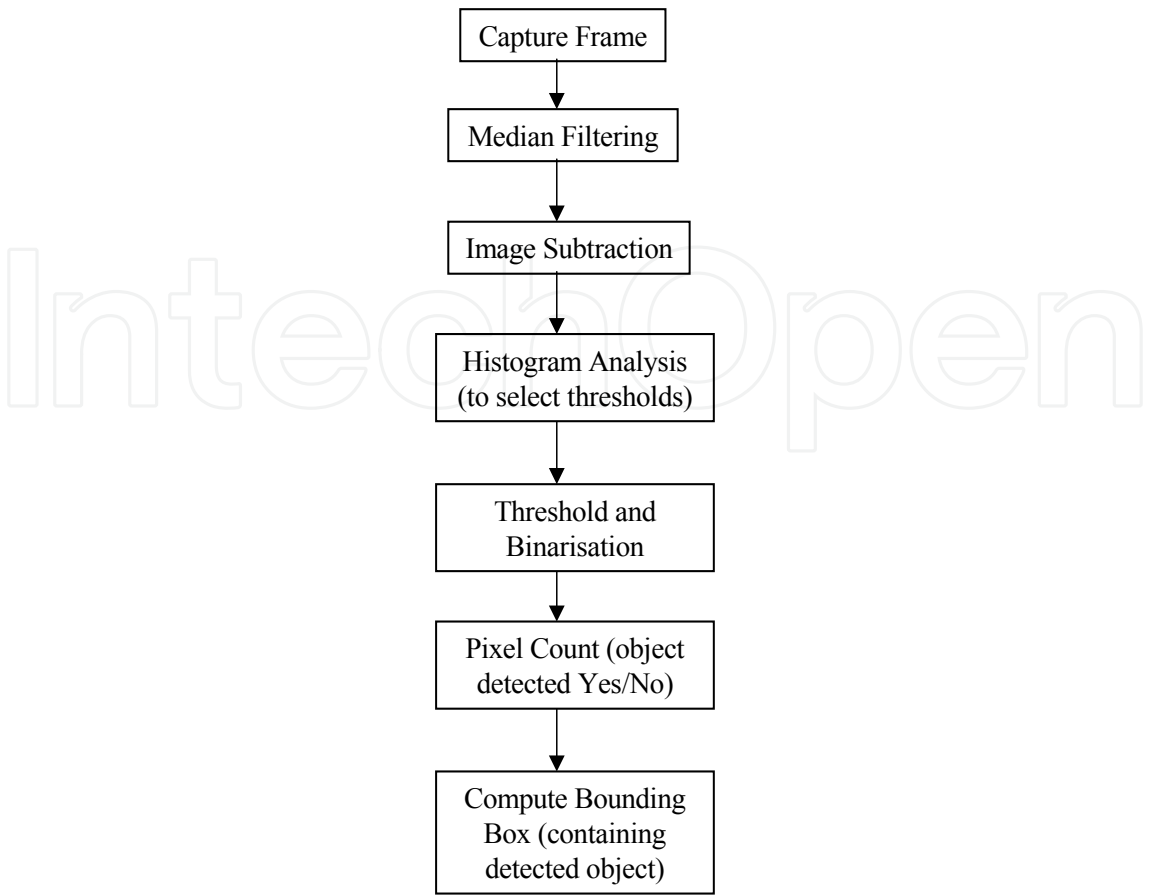 Capture Frame
Median Filtering
Image Subtraction
IntechOpen
Histogram Analysis
(to select thresholds)
Threshold and
Binarisation
Pixel Count (object
detected Yes/No)
Compute Bounding
Box (containing
detected object)